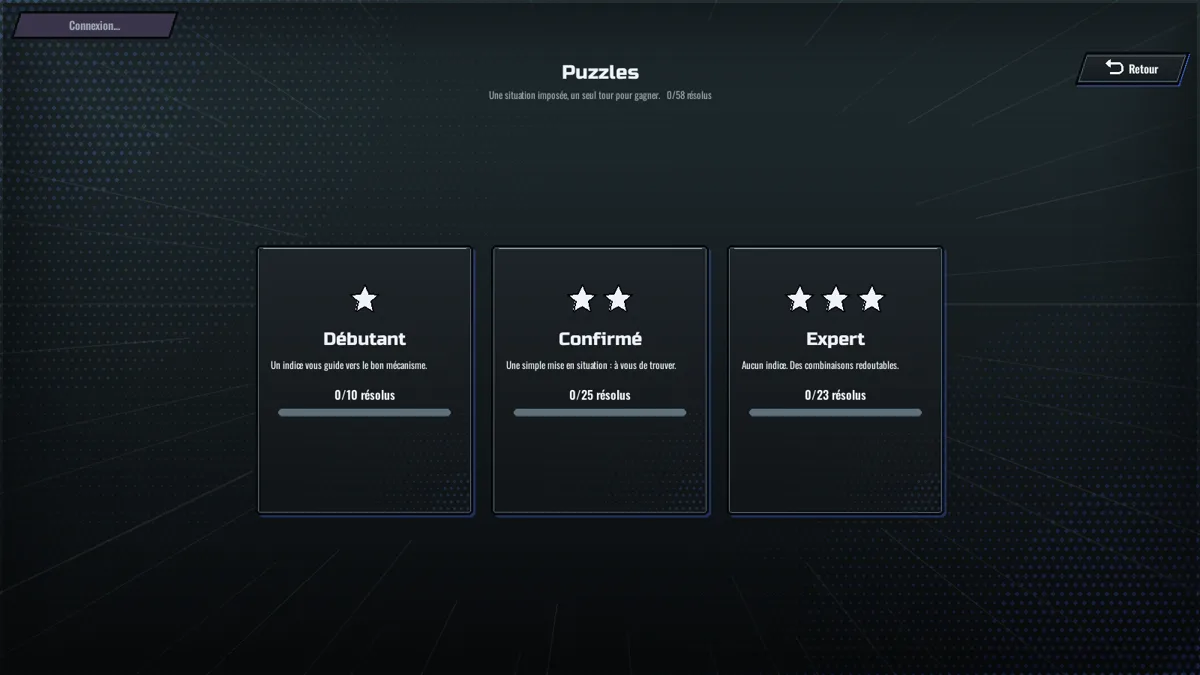 Connexion...
Puzzles
Retour
Une situation imposée, un seul tour pour gagner. 0/58 résolus
Débutant
Un indice vous guide vers le bon mécanisme.
0/10 résolus
Confirmé
Une simple mise en situation : à vous de trouver.
0/25 résolus
Expert
Aucun indice. Des combinaisons redoutables.
0/23 résolus